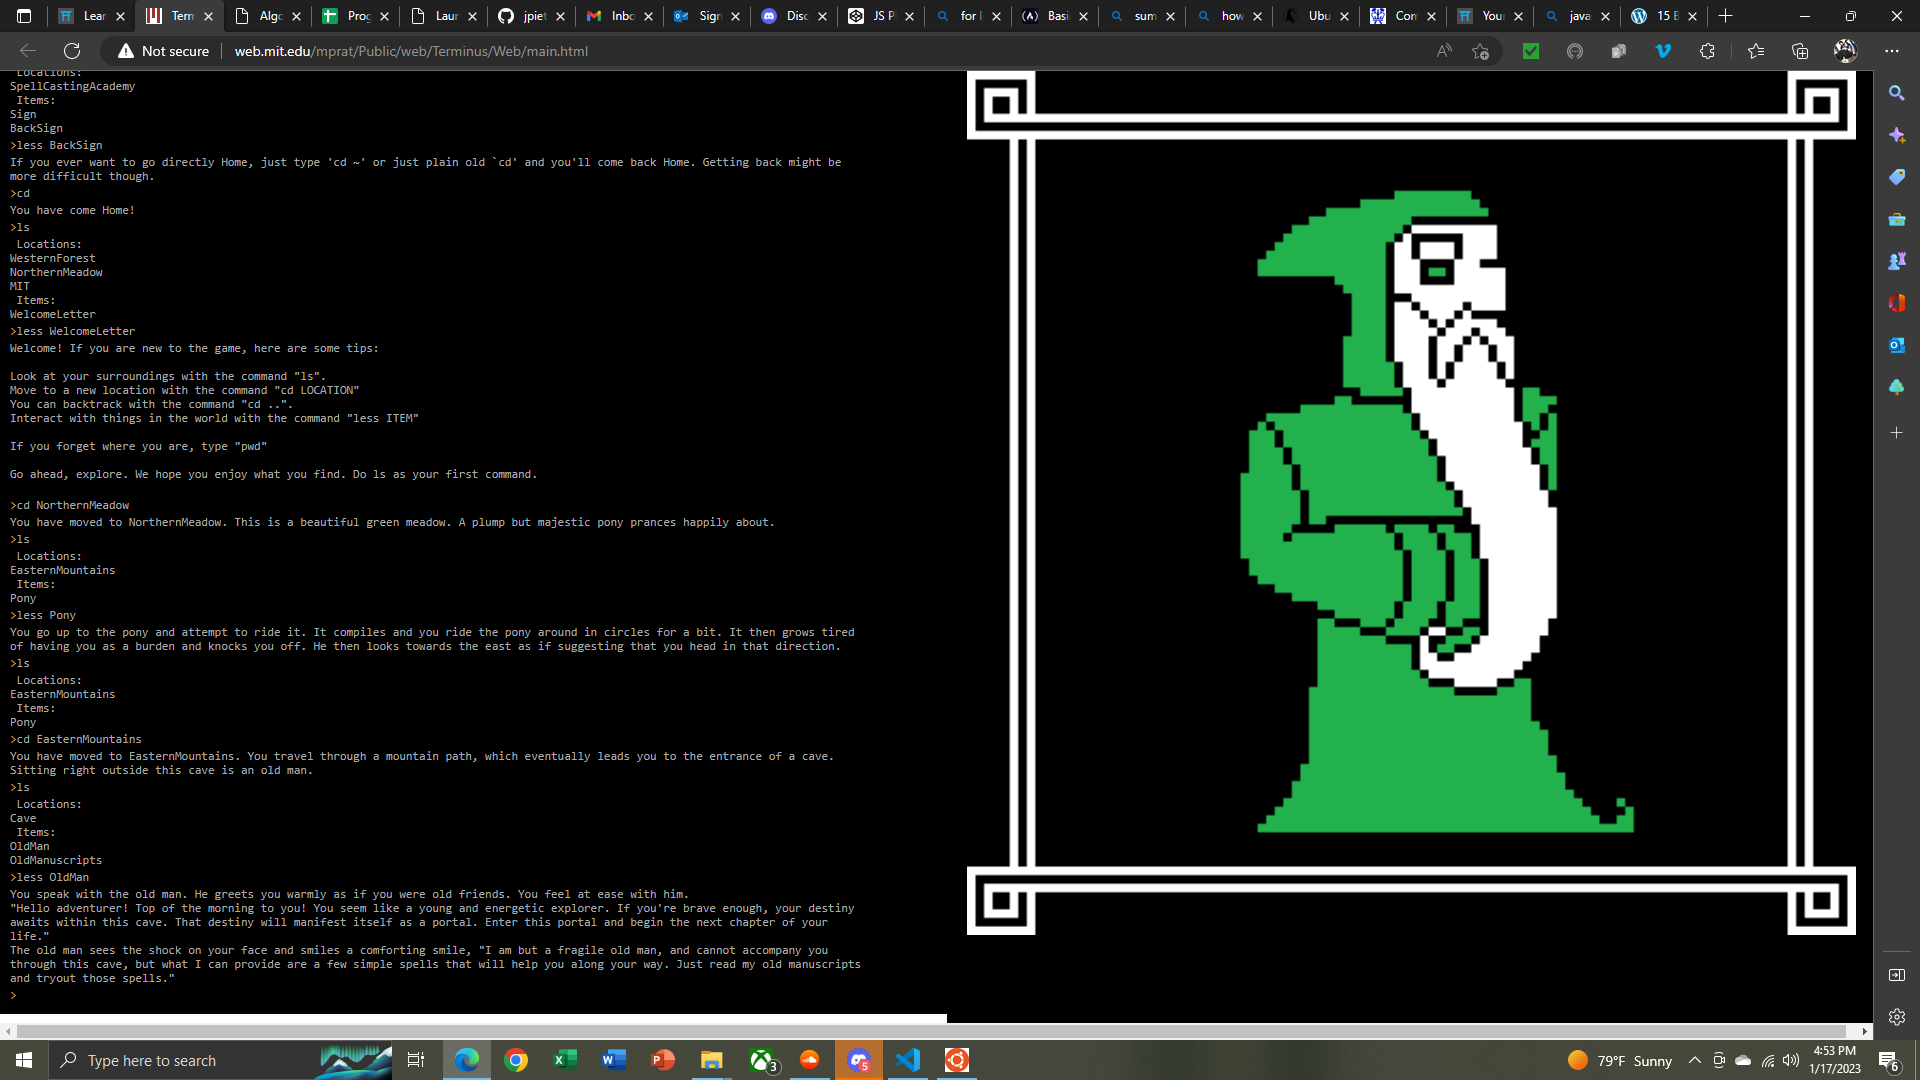 Lear
Term
Algo
Prog
Laur
jpiet
Inbo
Sign
Disc
JS P
for l
Basi
sum
how
Ubu
Con
You
java
15 B
Not secure
web.mit.edu/mprat/Public/web/Terminus/Web/main.html
Locations:
SpellCastingAcademy
Items:
Sign
BackSign
>less BackSign
If you ever want to go directly Home, just type 'cd ~' or just plain old `cd' and you'll come back Home. Getting back might be
more difficult though.
>cd
You have come Home!
>ls
Locations:
WesternForest
NorthernMeadow
MIT
Items:
WelcomeLetter
>less WelcomeLetter
Welcome! If you are new to the game, here are some tips:
Look at your surroundings with the command "ls".
Move to a new location with the command "cd LOCATION"
You can backtrack with the command "cd ..".
Interact with things in the world with the command "less ITEM"
If you forget where you are, type "pwd"
Go ahead, explore. We hope you enjoy what you find. Do ls as your first command.
>cd NorthernMeadow
You have moved to NorthernMeadow. This is a beautiful green meadow. A plump but majestic pony prances happily about.
>ls
Locations:
EasternMountains
Items:
Pony
>less Pony
You go up to the pony and attempt to ride it. It compiles and you ride the pony around in circles for a bit. It then grows tired
of having you as a burden and knocks you off. He then looks towards the east as if suggesting that you head in that direction.
>ls
Locations:
EasternMountains
Items:
Pony
>cd EasternMountains
You have moved to EasternMountains. You travel through a mountain path, which eventually leads you to the entrance of a cave.
Sitting right outside this cave is an old man.
>ls
Locations:
Cave
Items:
OldMan
OldManuscripts
>less OldMan
You speak with the old man. He greets you warmly as if you were old friends. You feel at ease with him.
"Hello adventurer! Top of the morning to you! You seem like a young and energetic explorer. If you're brave enough, your destiny
awaits within this cave. That destiny will manifest itself as a portal. Enter this portal and begin the next chapter of your
life."
The old man sees the shock on your face and smiles a comforting smile, "I am but a fragile old man, and cannot accompany you
through this cave, but what I can provide are a few simple spells that will help you along your way. Just read my old manuscripts
and tryout those spells."
>
Type here to search
3
5
79°F Sunny
4:53 PM
1/17/2023
6